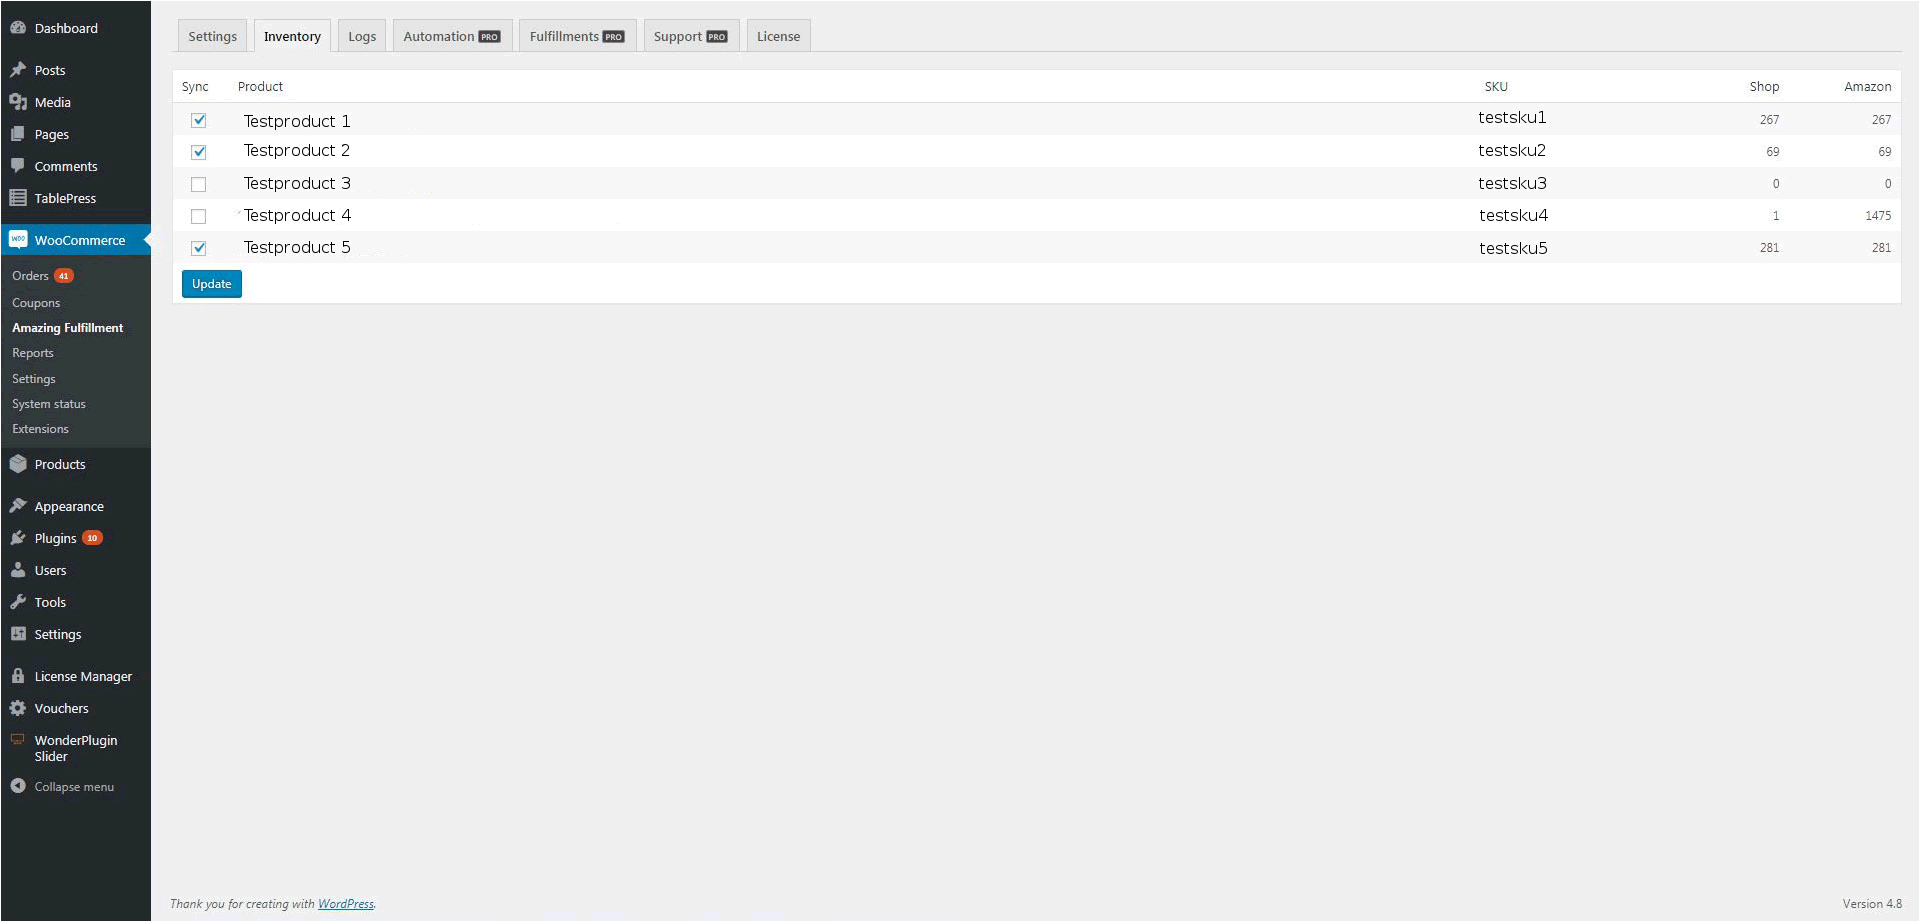 Dashboard
Posts
Media
Pages
Comments
TablePress
WOO WooCommerce
Orders 41
Coupons
Amazing Fulfillment
Reports
Settings
System status
Extensions
Products
Appearance
Plugins 10
Users
Tools
Settings
License Manager
Vouchers
WonderPlugin
Slider
Collapse menu
Settings Inventory Logs Automation PRO Fulfillments PRO Support PRO License
Sync Product SKU Shop Amazon
Testproduct 1 testsku1 267 267
Testproduct 2 testsku2 69 69
Testproduct 3 testsku3 0 0
Testproduct 4 testsku4 1 1475
Testproduct 5 testsku5 281 281
Update
Thank you for creating with WordPress. Version 4.8